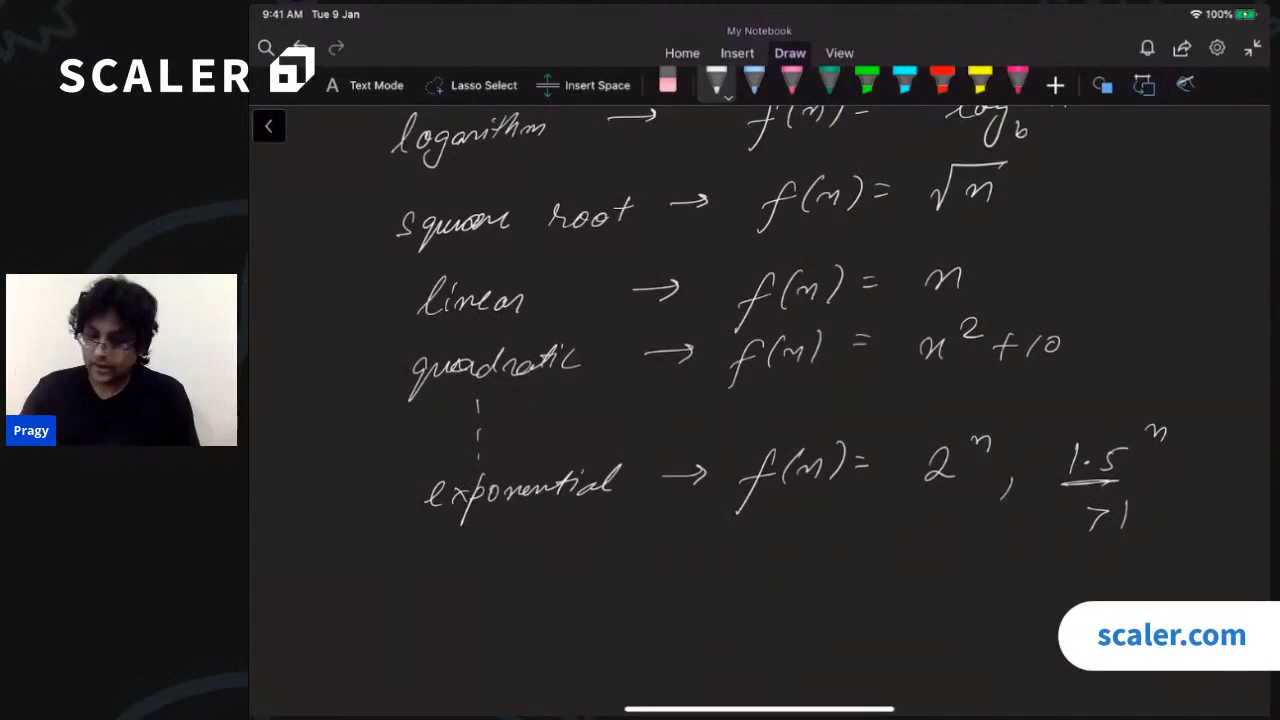 9:41 AM Tue 9 Jan
100%
My Notebook
Home Insert Draw View
SCALER
A Text Mode Lasso Select Insert Space
logarithm → f(n) = log b
square root → f(n) = √n
linear → f(n) = n
quadratic → f(n) = n² + 10
exponential → f(n) = 2ⁿ, 1.5ⁿ
>1
Pragy
scaler.com